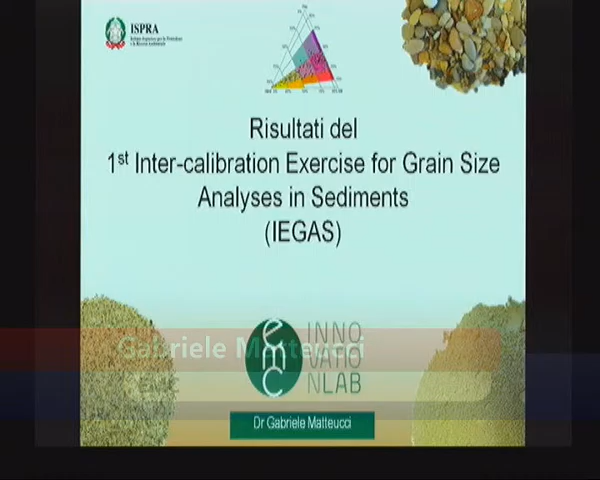 ISPRA
Risultati del
1st Inter-calibration Exercise for Grain Size
Analyses in Sediments
(IEGAS)
Gabriele Matteucci
emc
INNO
VATIO
NLAB
Dr Gabriele Matteucci